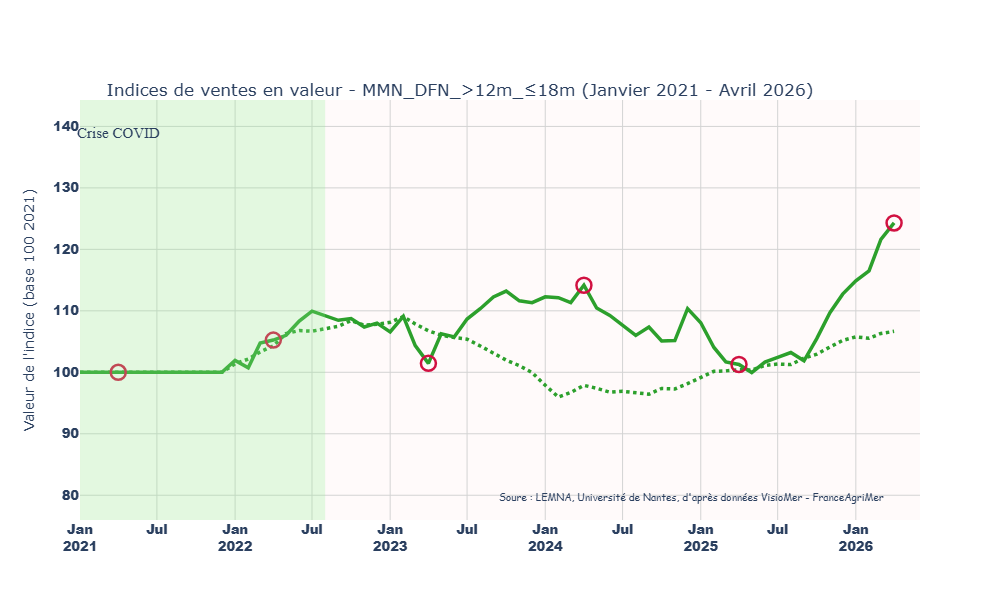 Indices de ventes en valeur - MMN_DFN_>12m_≤18m (Janvier 2021 - Avril 2026)
Crise COVID
Valeur de l'indice (base 100 2021)
140
130
120
110
100
90
80
Soure : LEMNA, Université de Nantes, d'après données VisioMer - FranceAgriMer
Jan Jul Jan Jul Jan Jul Jan Jul Jan Jul Jan
2021 2022 2023 2024 2025 2026